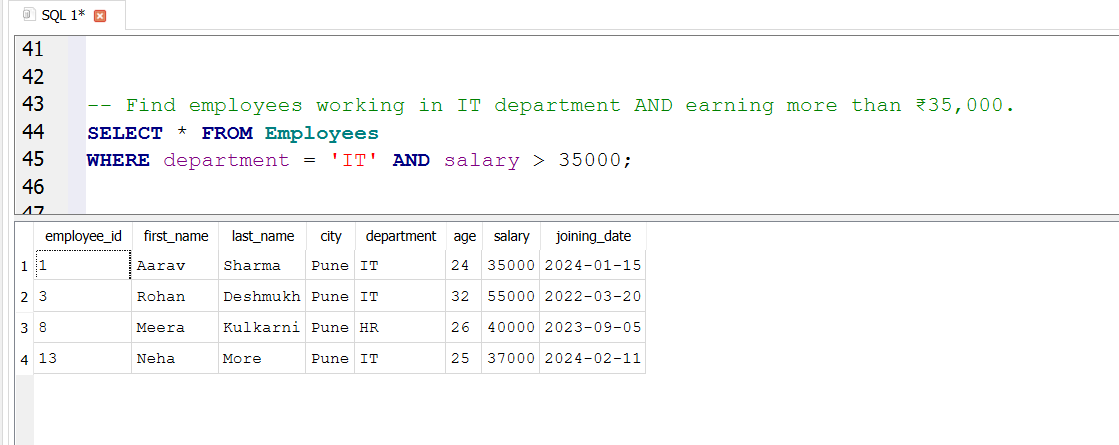 SQL 1*
41
42
43 -- Find employees working in IT department AND earning more than ₹35,000.
44 SELECT * FROM Employees
45 WHERE department = 'IT' AND salary > 35000;
46
47
employee_id first_name last_name city department age salary joining_date
1 1 Aarav Sharma Pune IT 24 35000 2024-01-15
2 3 Rohan Deshmukh Pune IT 32 55000 2022-03-20
3 8 Meera Kulkarni Pune HR 26 40000 2023-09-05
4 13 Neha More Pune IT 25 37000 2024-02-11